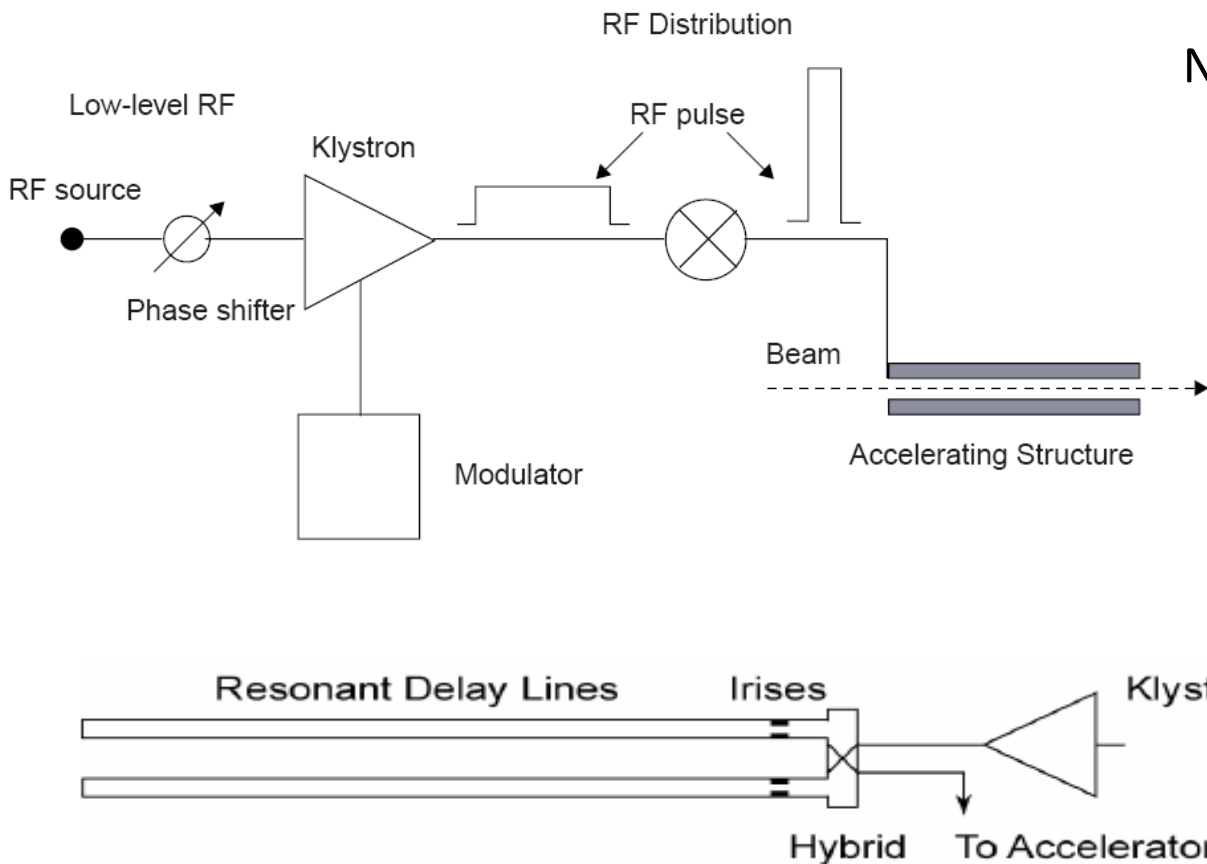 RF Distribution
N
Low-level RF
RF pulse
Klystron
RF source
Phase shifter
Beam
Modulator
Accelerating Structure
Resonant Delay Lines Irises Klyst
Hybrid To Accelerator